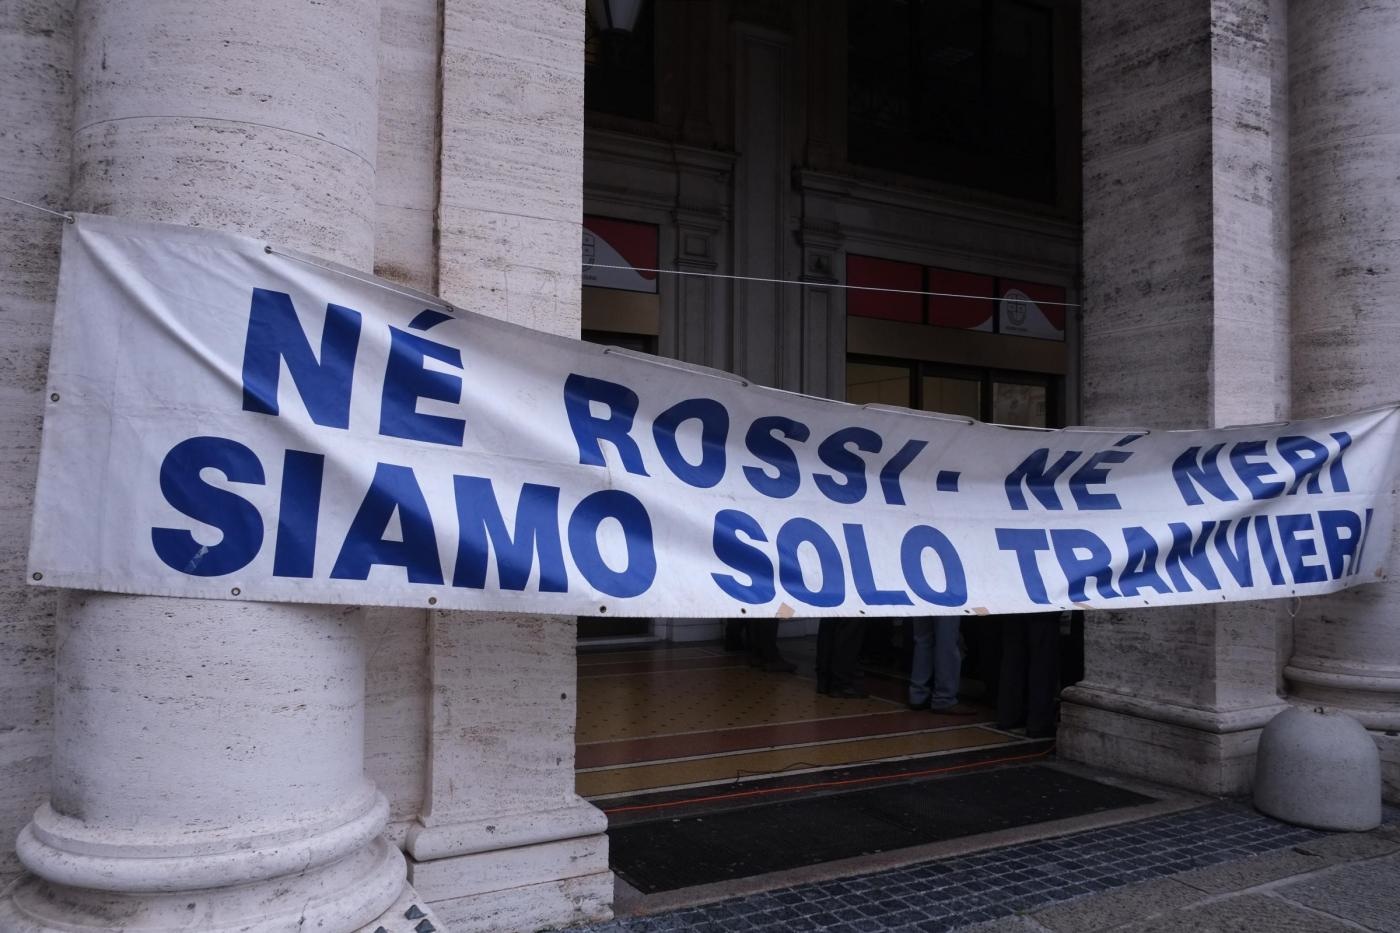 NÉ ROSSI - NÉ NERI
SIAMO SOLO TRANVIERI